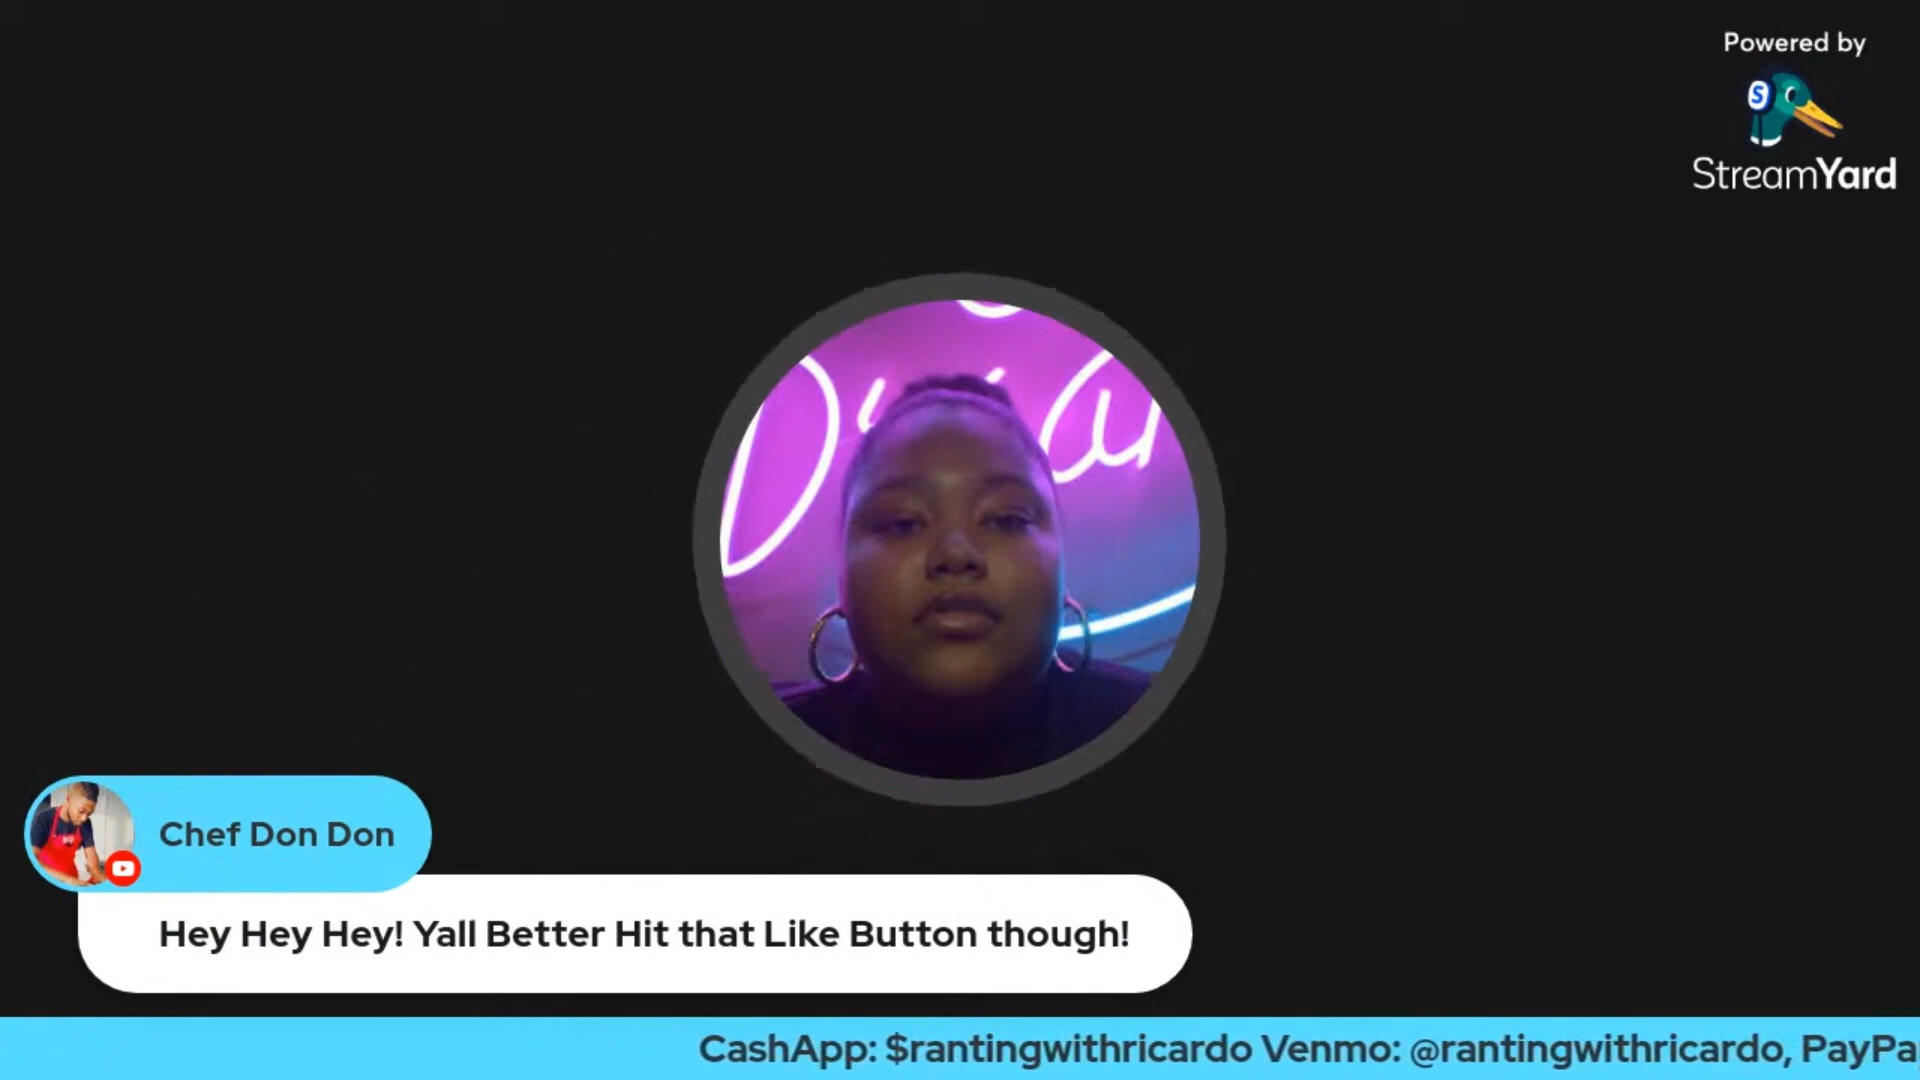 Powered by
S
StreamYard
Chef Don Don
Hey Hey Hey! Yall Better Hit that Like Button though!
CashApp: $rantingwithricardo Venmo: @rantingwithricardo, PayPa